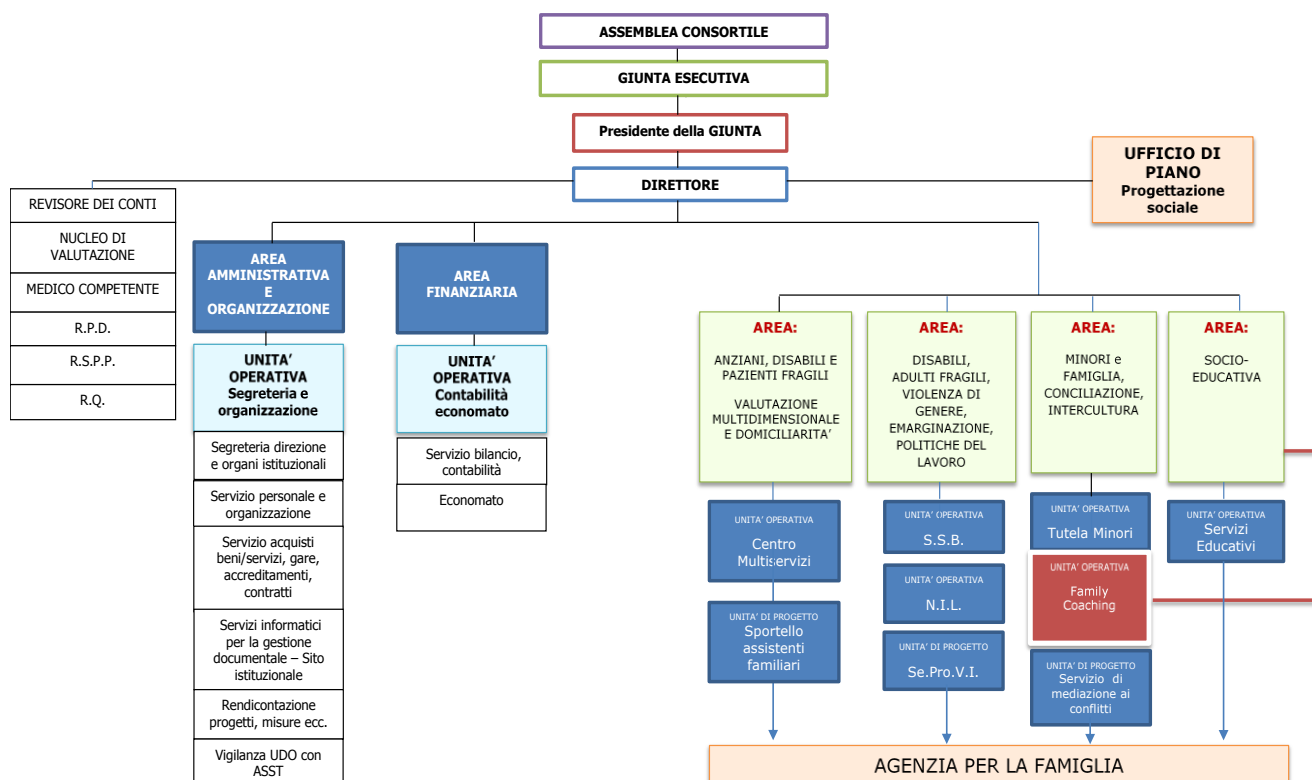 ASSEMBLEA CONSORTILE
GIUNTA ESECUTIVA
Presidente della GIUNTA
DIRETTORE
UFFICIO DI
PIANO
Progettazione
sociale
REVISORE DEI CONTI
NUCLEO DI
VALUTAZIONE
MEDICO COMPETENTE
R.P.D.
R.S.P.P.
R.Q.
AREA
AMMINISTRATIVA
E
ORGANIZZAZIONE
UNITA’
OPERATIVA
Segreteria e
organizzazione
Segreteria direzione
e organi istituzionali
Servizio personale e
organizzazione
Servizio acquisti
beni/servizi, gare,
accreditamenti,
contratti
Servizi informatici
per la gestione
documentale – Sito
istituzionale
Rendicontazione
progetti, misure ecc.
Vigilanza UDO con
ASST
AREA
FINANZIARIA
UNITA’
OPERATIVA
Contabilità
economato
Servizio bilancio,
contabilità
Economato
AREA:
ANZIANI, DISABILI E
PAZIENTI FRAGILI
VALUTAZIONE
MULTIDIMENSIONALE
E DOMICILIARITA’
UNITA’ OPERATIVA
Centro
Multiservizi
UNITA’ DI PROGETTO
Sportello
assistenti
familiari
AREA:
DISABILI,
ADULTI FRAGILI,
VIOLENZA DI
GENERE,
EMARGINAZIONE,
POLITICHE DEL
LAVORO
UNITA’ OPERATIVA
S.S.B.
UNITA’ OPERATIVA
N.I.L.
UNITA’ DI PROGETTO
Se.Pro.V.I.
AREA:
MINORI e
FAMIGLIA,
CONCILIAZIONE,
INTERCULTURA
UNITA’ OPERATIVA
Tutela Minori
UNITA’ OPERATIVA
Family
Coaching
UNITA’ DI PROGETTO
Servizio di
mediazione ai
conflitti
AREA:
SOCIO-
EDUCATIVA
UNITA’ OPERATIVA
Servizi
Educativi
AGENZIA PER LA FAMIGLIA